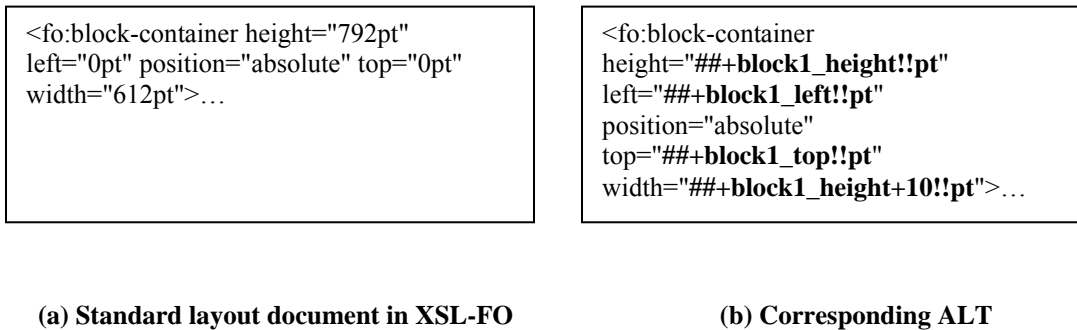 <fo:block-container height="792pt"
left="0pt" position="absolute" top="0pt"
width="612pt">…
<fo:block-container
height="##+block1_height!!pt"
left="##+block1_left!!pt"
position="absolute"
top="##+block1_top!!pt"
width="##+block1_height+10!!pt">…
(a) Standard layout document in XSL-FO
(b) Corresponding ALT